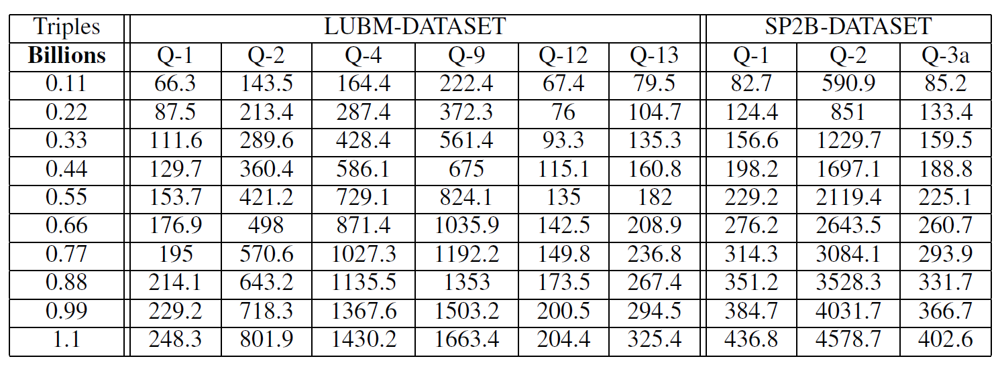 Triples LUBM-DATASET SP2B-DATASET
Billions Q-1 Q-2 Q-4 Q-9 Q-12 Q-13 Q-1 Q-2 Q-3a
0.11 66.3 143.5 164.4 222.4 67.4 79.5 82.7 590.9 85.2
0.22 87.5 213.4 287.4 372.3 76 104.7 124.4 851 133.4
0.33 111.6 289.6 428.4 561.4 93.3 135.3 156.6 1229.7 159.5
0.44 129.7 360.4 586.1 675 115.1 160.8 198.2 1697.1 188.8
0.55 153.7 421.2 729.1 824.1 135 182 229.2 2119.4 225.1
0.66 176.9 498 871.4 1035.9 142.5 208.9 276.2 2643.5 260.7
0.77 195 570.6 1027.3 1192.2 149.8 236.8 314.3 3084.1 293.9
0.88 214.1 643.2 1135.5 1353 173.5 267.4 351.2 3528.3 331.7
0.99 229.2 718.3 1367.6 1503.2 200.5 294.5 384.7 4031.7 366.7
1.1 248.3 801.9 1430.2 1663.4 204.4 325.4 436.8 4578.7 402.6